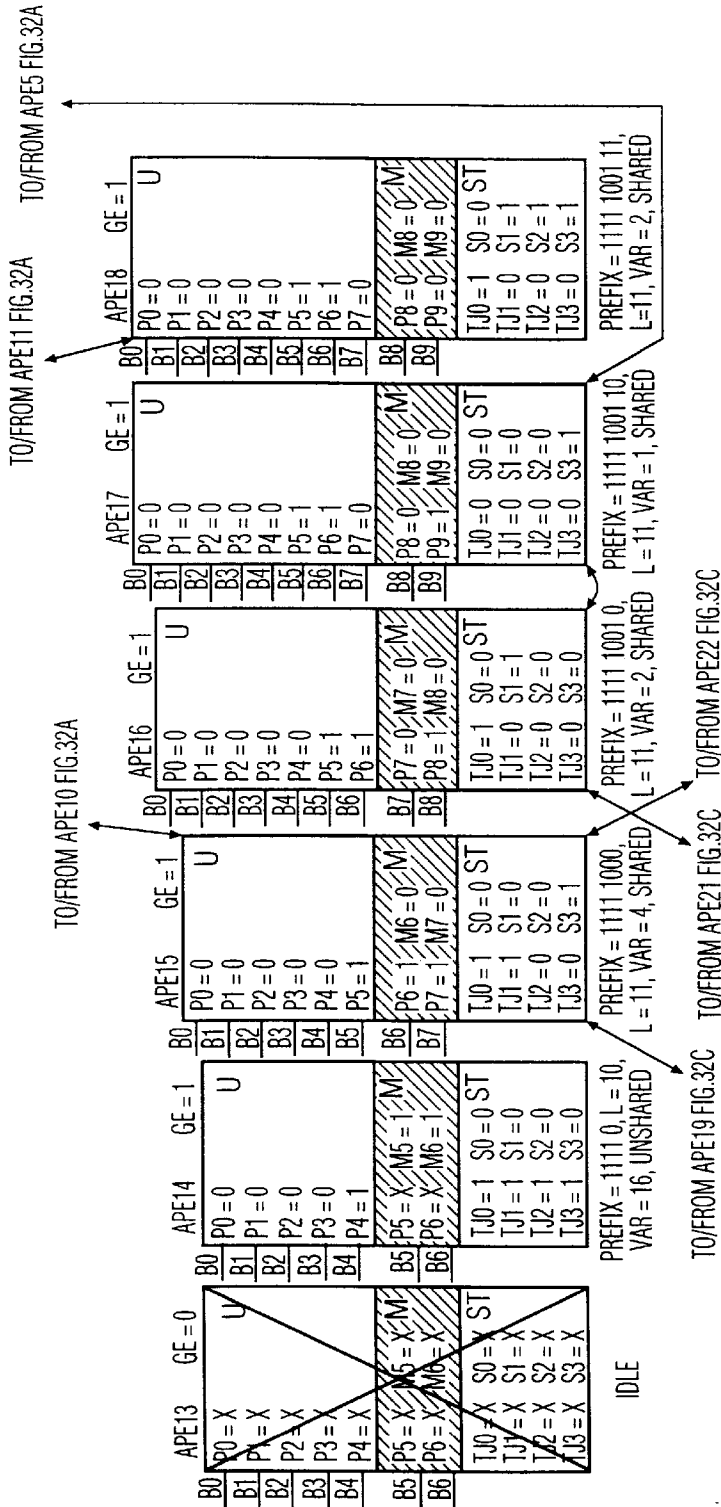 TO/FROM APE10 FIG.32A
TO/FROM APE11 FIG.32A
TO/FROM APE5 FIG.32A
APE13 GE = 0
B0 P0 = X U
B1 P1 = X
B2 P2 = X
B3 P3 = X
B4 P4 = X
B5 P5 = X M5 = X M
B6 P6 = X M6 = X
TJ0 = X S0 = X ST
TJ1 = X S1 = X
TJ2 = X S2 = X
TJ3 = X S3 = X
IDLE
APE14 GE = 1
B0 P0 = 0 U
B1 P1 = 0
B2 P2 = 0
B3 P3 = 0
B4 P4 = 1
B5 P5 = X M5 = 1 M
B6 P6 = X M6 = 1
TJ0 = 1 S0 = 0 ST
TJ1 = 1 S1 = 0
TJ2 = 1 S2 = 0
TJ3 = 1 S3 = 0
PREFIX = 1111 0, L = 10,
VAR = 16, UNSHARED
APE15 GE = 1
B0 P0 = 0 U
B1 P1 = 0
B2 P2 = 0
B3 P3 = 0
B4 P4 = 0
B5 P5 = 1
B6 P6 = 1 M6 = 0 M
B7 P7 = 1 M7 = 0
TJ0 = 1 S0 = 0 ST
TJ1 = 1 S1 = 0
TJ2 = 0 S2 = 0
TJ3 = 0 S3 = 1
PREFIX = 1111 1000,
L = 11, VAR = 4, SHARED
APE16 GE = 1
B0 P0 = 0 U
B1 P1 = 0
B2 P2 = 0
B3 P3 = 0
B4 P4 = 0
B5 P5 = 1
B6 P6 = 1
B7 P7 = 0 M7 = 0 M
B8 P8 = 1 M8 = 0
TJ0 = 1 S0 = 0 ST
TJ1 = 0 S1 = 1
TJ2 = 0 S2 = 0
TJ3 = 0 S3 = 0
PREFIX = 1111 1001 0,
L = 11, VAR = 2, SHARED
APE17 GE = 1
B0 P0 = 0 U
B1 P1 = 0
B2 P2 = 0
B3 P3 = 0
B4 P4 = 0
B5 P5 = 1
B6 P6 = 1
B7 P7 = 0
B8 P8 = 0 M8 = 0 M
B9 P9 = 1 M9 = 0
TJ0 = 0 S0 = 0 ST
TJ1 = 0 S1 = 0
TJ2 = 0 S2 = 0
TJ3 = 0 S3 = 1
PREFIX = 1111 1001 10,
L = 11, VAR = 1, SHARED
APE18 GE = 1
B0 P0 = 0 U
B1 P1 = 0
B2 P2 = 0
B3 P3 = 0
B4 P4 = 0
B5 P5 = 1
B6 P6 = 1
B7 P7 = 0
B8 P8 = 0 M8 = 0 M
B9 P9 = 0 M9 = 0
TJ0 = 1 S0 = 0 ST
TJ1 = 0 S1 = 1
TJ2 = 0 S2 = 1
TJ3 = 0 S3 = 1
PREFIX = 1111 1001 11,
L=11, VAR = 2, SHARED
TO/FROM APE19 FIG.32C
TO/FROM APE21 FIG.32C
TO/FROM APE22 FIG.32C